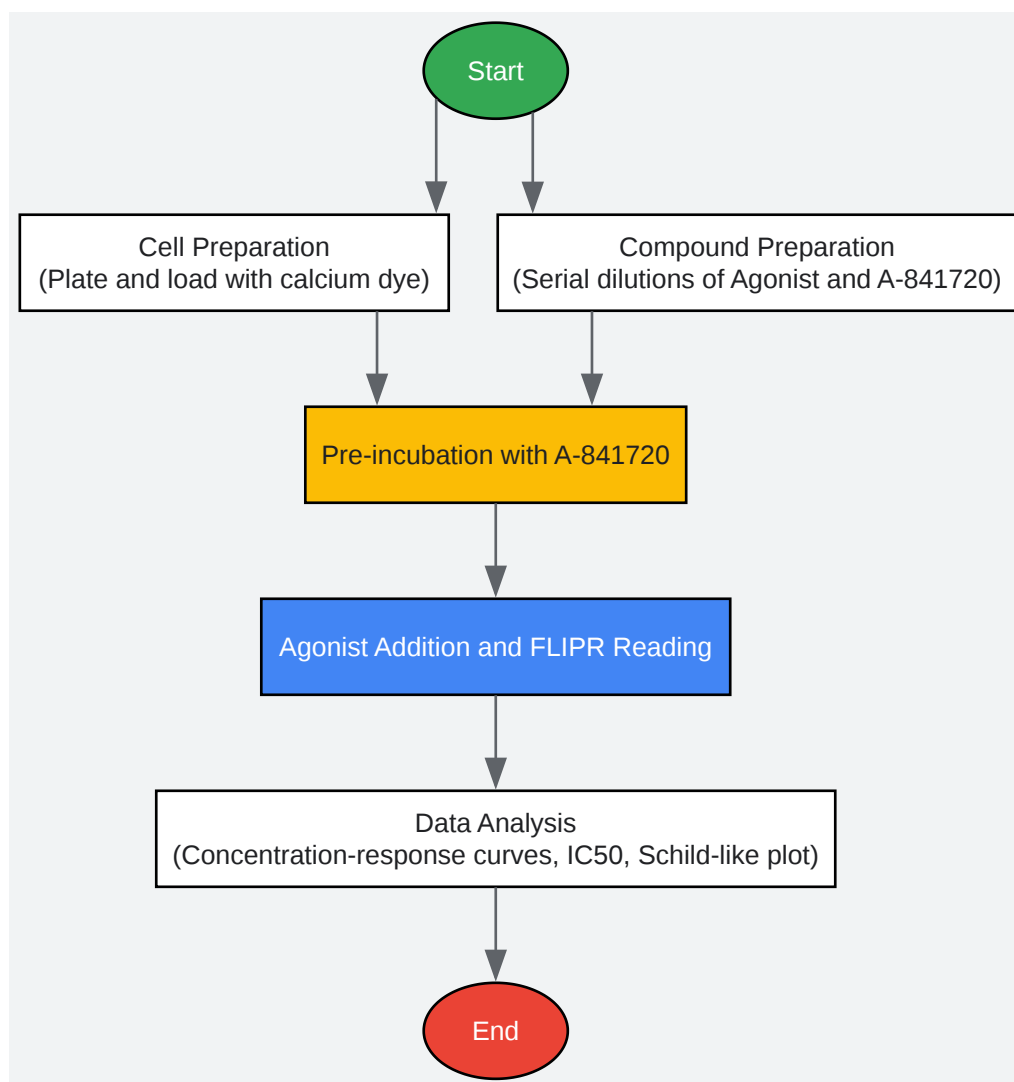 Start
Cell Preparation
(Plate and load with calcium dye)
Compound Preparation
(Serial dilutions of Agonist and A-841720)
Pre-incubation with A-841720
Agonist Addition and FLIPR Reading
Data Analysis
(Concentration-response curves, IC50, Schild-like plot)
End